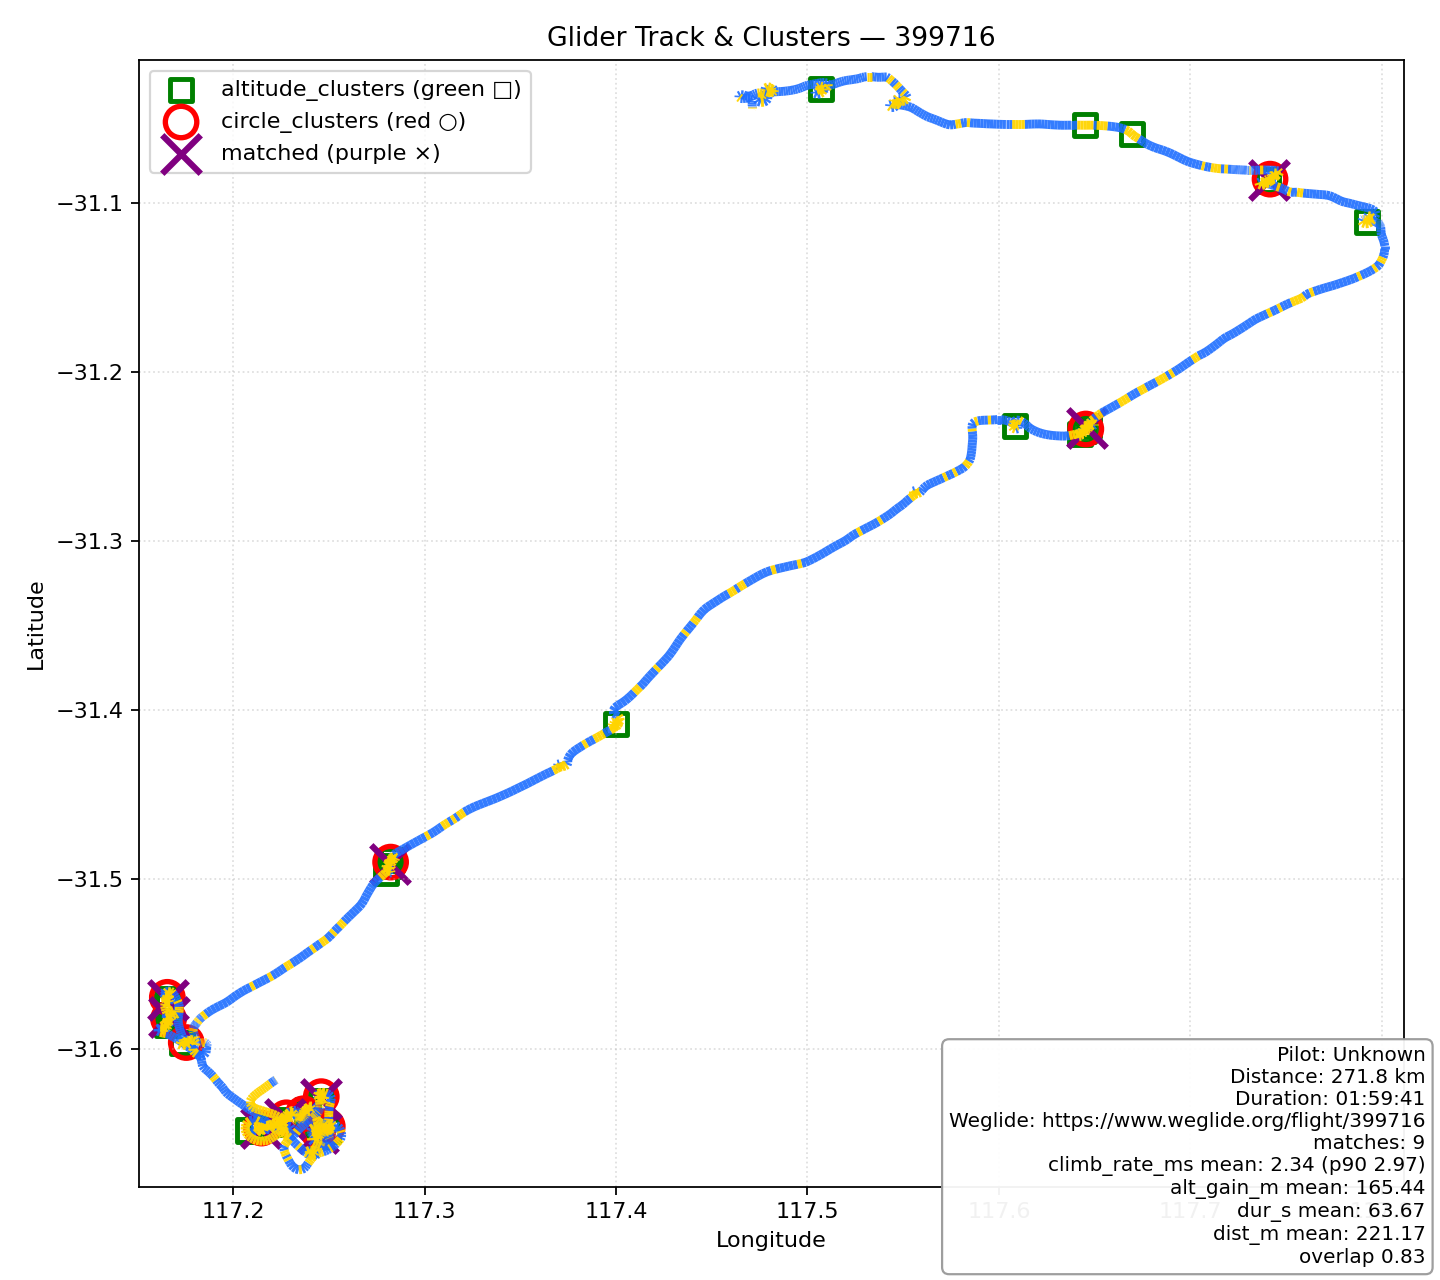 Glider Track & Clusters — 399716
altitude_clusters (green □)
circle_clusters (red ○)
matched (purple ×)
Latitude
−31.1
−31.2
−31.3
−31.4
−31.5
−31.6
117.2
117.3
117.4
117.5
117.6
117.7
Longitude
Pilot: Unknown
Distance: 271.8 km
Duration: 01:59:41
Weglide: https://www.weglide.org/flight/399716
matches: 9
climb_rate_ms mean: 2.34 (p90 2.97)
alt_gain_m mean: 165.44
dur_s mean: 63.67
dist_m mean: 221.17
overlap 0.83